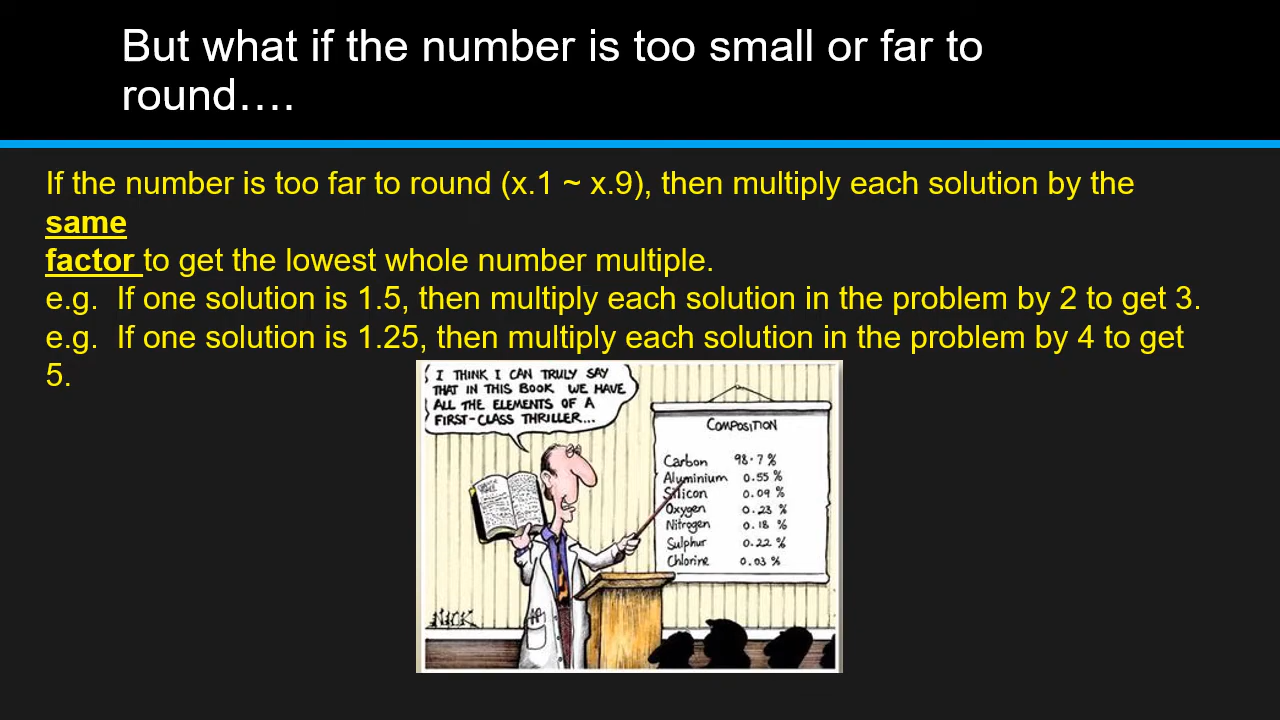 But what if the number is too small or far to
round….
If the number is too far to round (x.1 ~ x.9), then multiply each solution by the
same
factor to get the lowest whole number multiple.
e.g. If one solution is 1.5, then multiply each solution in the problem by 2 to get 3.
e.g. If one solution is 1.25, then multiply each solution in the problem by 4 to get
5.
I THINK I CAN TRULY SAY
THAT IN THIS BOOK WE HAVE
ALL THE ELEMENTS OF A
FIRST-CLASS THRILLER...
COMPOSITION
Carbon 98.7%
Aluminium 0.55 %
Silicon 0.09 %
Oxygen 0.23 %
Nitrogen 0.18 %
Sulphur 0.22 %
Chlorine 0.03 %
NICK